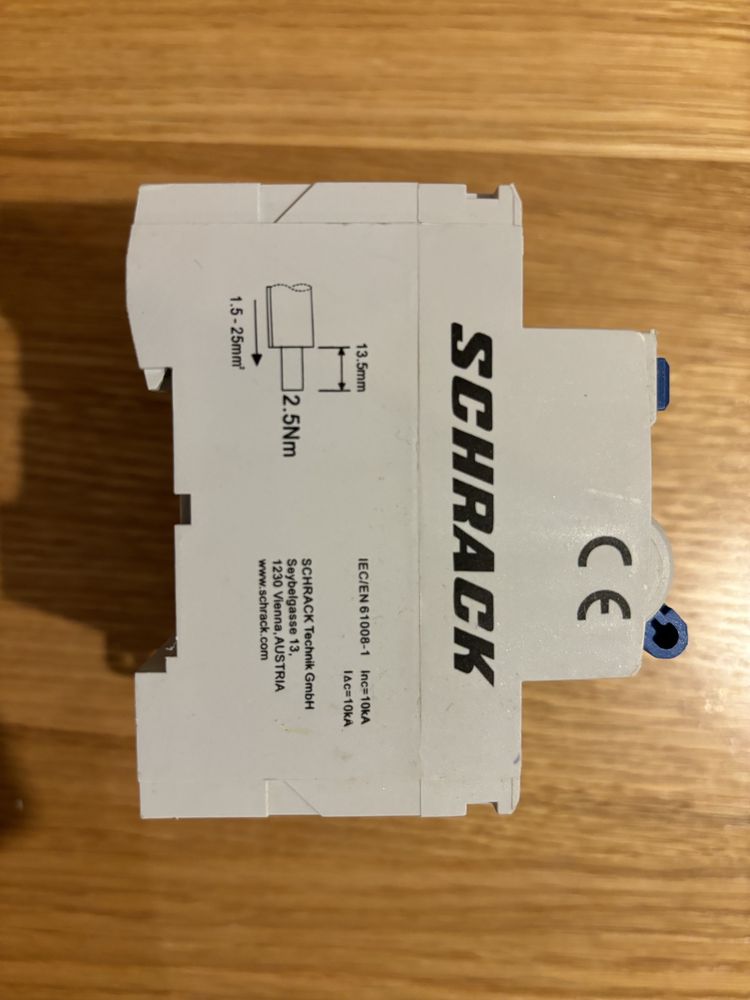 CE
SCHRACK
13.5mm
2.5Nm
1.5 - 25mm²
IEC/EN 61008-1 Inc=10kA
I∆c=10kA
SCHRACK Technik GmbH
Seybelgasse 13,
1230 Vienna,AUSTRIA
www.schrack.com